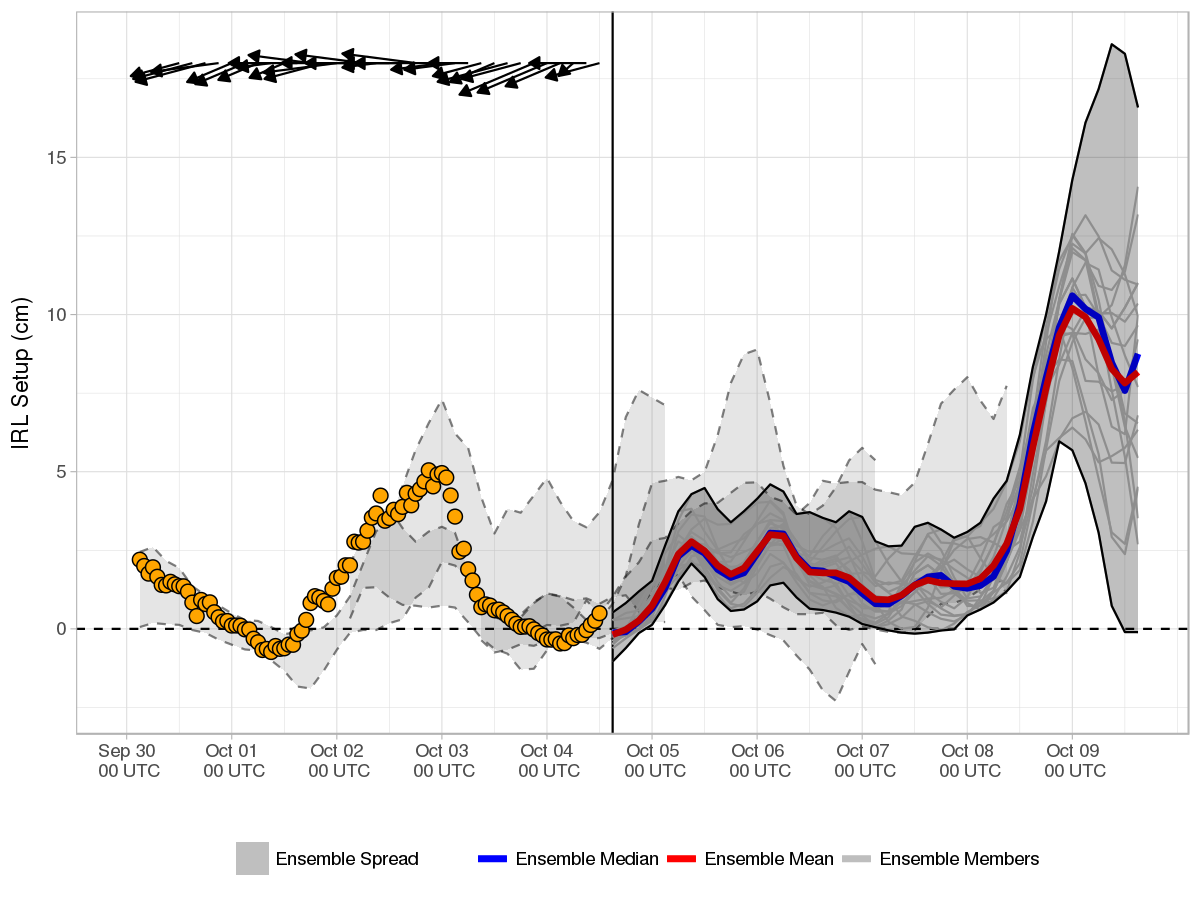 IRL Setup (cm)
15
10
5
0
Sep 30 Oct 01 Oct 02 Oct 03 Oct 04 Oct 05 Oct 06 Oct 07 Oct 08 Oct 09
00 UTC 00 UTC 00 UTC 00 UTC 00 UTC 00 UTC 00 UTC 00 UTC 00 UTC 00 UTC
Ensemble Spread Ensemble Median Ensemble Mean Ensemble Members